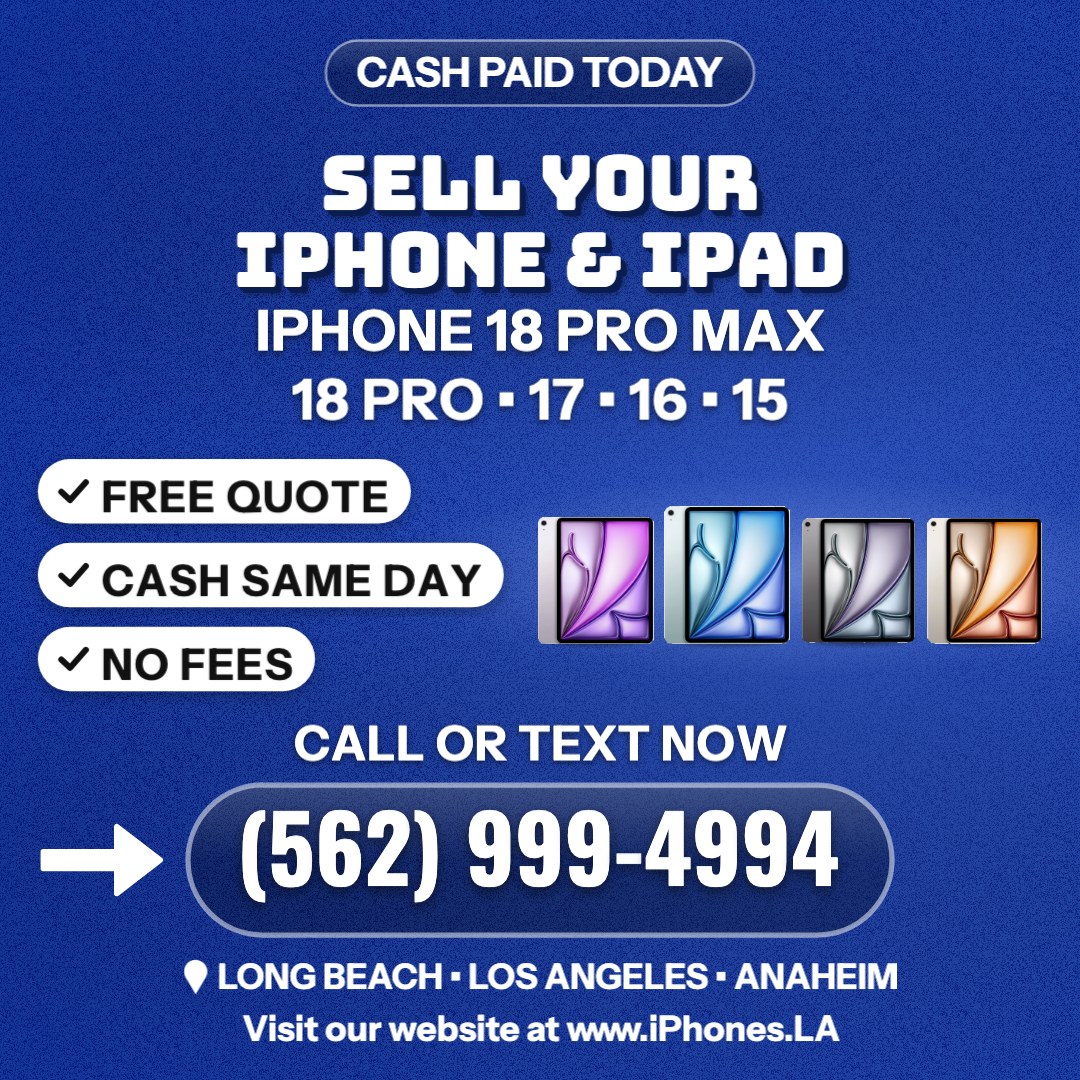 CASH PAID TODAY
SELL YOUR
IPHONE & IPAD
IPHONE 18 PRO MAX
18 PRO ▪ 17 ▪ 16 ▪ 15
✓ FREE QUOTE
✓ CASH SAME DAY
✓ NO FEES
CALL OR TEXT NOW
(562) 999-4994
LONG BEACH ▪ LOS ANGELES ▪ ANAHEIM
Visit our website at www.iPhones.LA